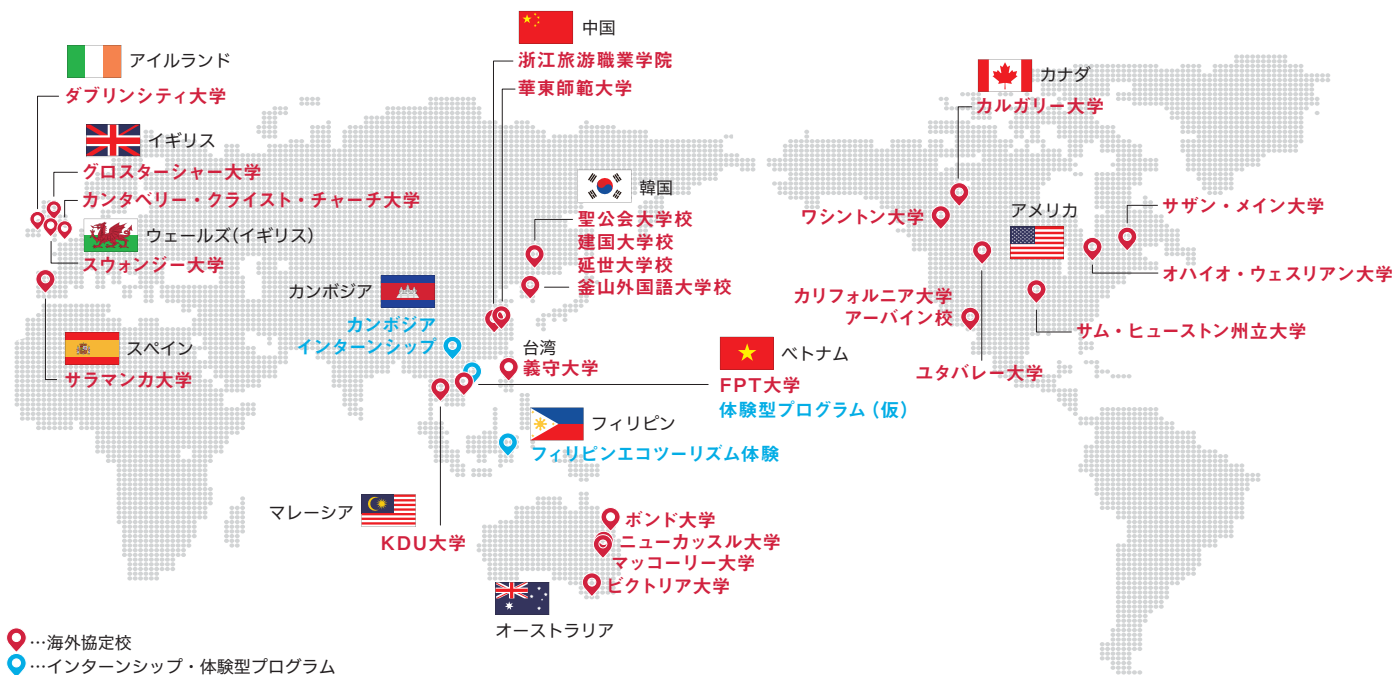 中国
浙江旅游職業学院
華東師範大学
アイルランド
ダブリンシティ大学
イギリス
グロスターシャー大学
カンタベリー・クライスト・チャーチ大学
ウェールズ(イギリス)
スウォンジー大学
スペイン
サラマンカ大学
韓国
聖公会大学校
建国大学校
延世大学校
釜山外国語大学校
カンボジア
カンボジア
インターンシップ
台湾
義守大学
ベトナム
FPT大学
体験型プログラム(仮)
フィリピン
フィリピンエコツーリズム体験
マレーシア
KDU大学
ボンド大学
ニューカッスル大学
マッコーリー大学
ビクトリア大学
オーストラリア
カナダ
カルガリー大学
アメリカ
ワシントン大学
サザン・メイン大学
オハイオ・ウェスリアン大学
カリフォルニア大学
アーバイン校
サム・ヒューストン州立大学
ユタバレー大学
…海外協定校
…インターンシップ・体験型プログラム